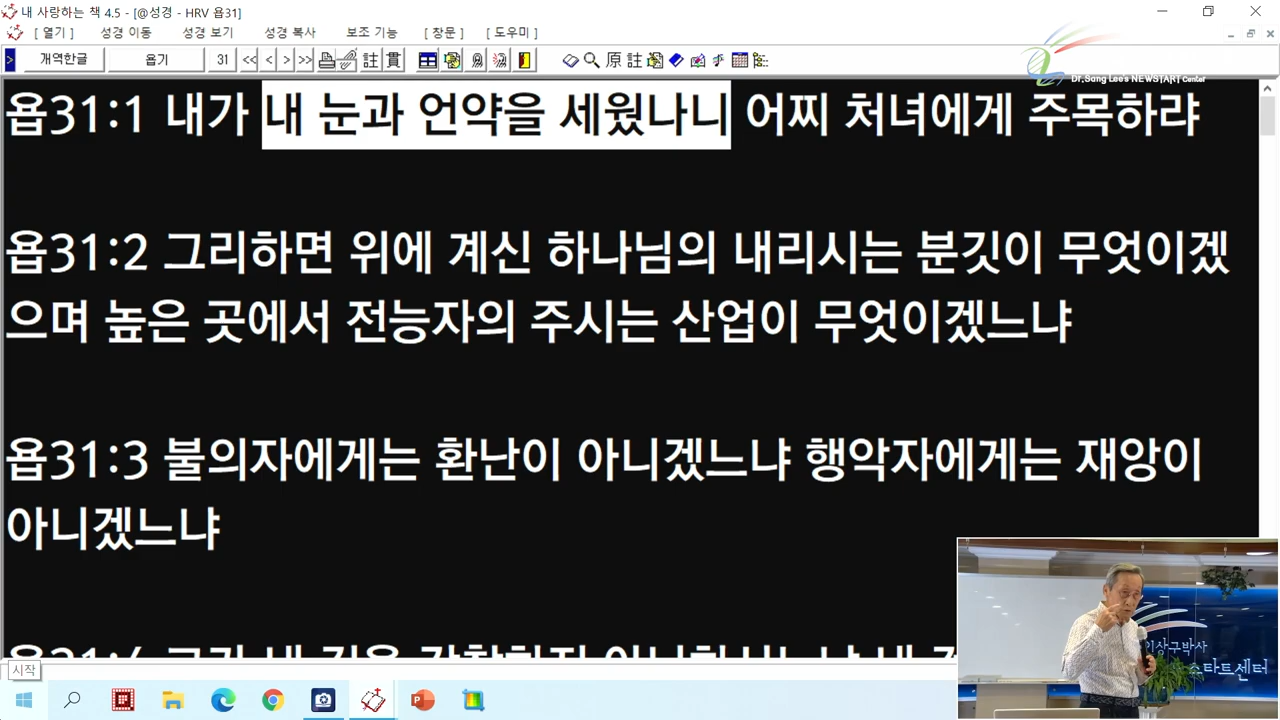 내 사랑하는 책 4.5 - [@성경 - HRV 욥31]
[ 열기 ] 성경 이동 성경 보기 성경 복사 보조 기능 [ 창문 ] [ 도우미 ]
> 개역한글 욥기 31 << < > >> 註 貫 原 註
Dr.Sang Lee's NEWSTART Center
욥31:1 내가 내 눈과 언약을 세웠나니 어찌 처녀에게 주목하랴
욥31:2 그리하면 위에 계신 하나님의 내리시는 분깃이 무엇이겠
으며 높은 곳에서 전능자의 주시는 산업이 무엇이겠느냐
욥31:3 불의자에게는 환난이 아니겠느냐 행악자에게는 재앙이
아니겠느냐
시작
이상구박사
스타트센터